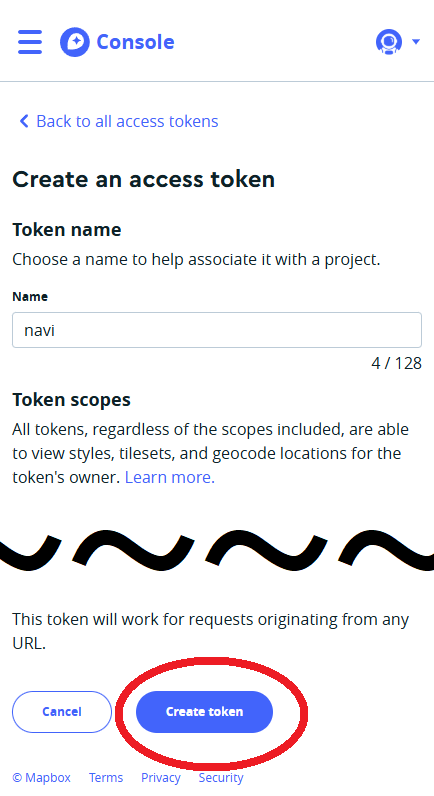 Console
Back to all access tokens
Create an access token
Token name
Choose a name to help associate it with a project.
Name
navi
4 / 128
Token scopes
All tokens, regardless of the scopes included, are able
to view styles, tilesets, and geocode locations for the
token's owner. Learn more.
This token will work for requests originating from any
URL.
Cancel
Create token
© Mapbox Terms Privacy Security